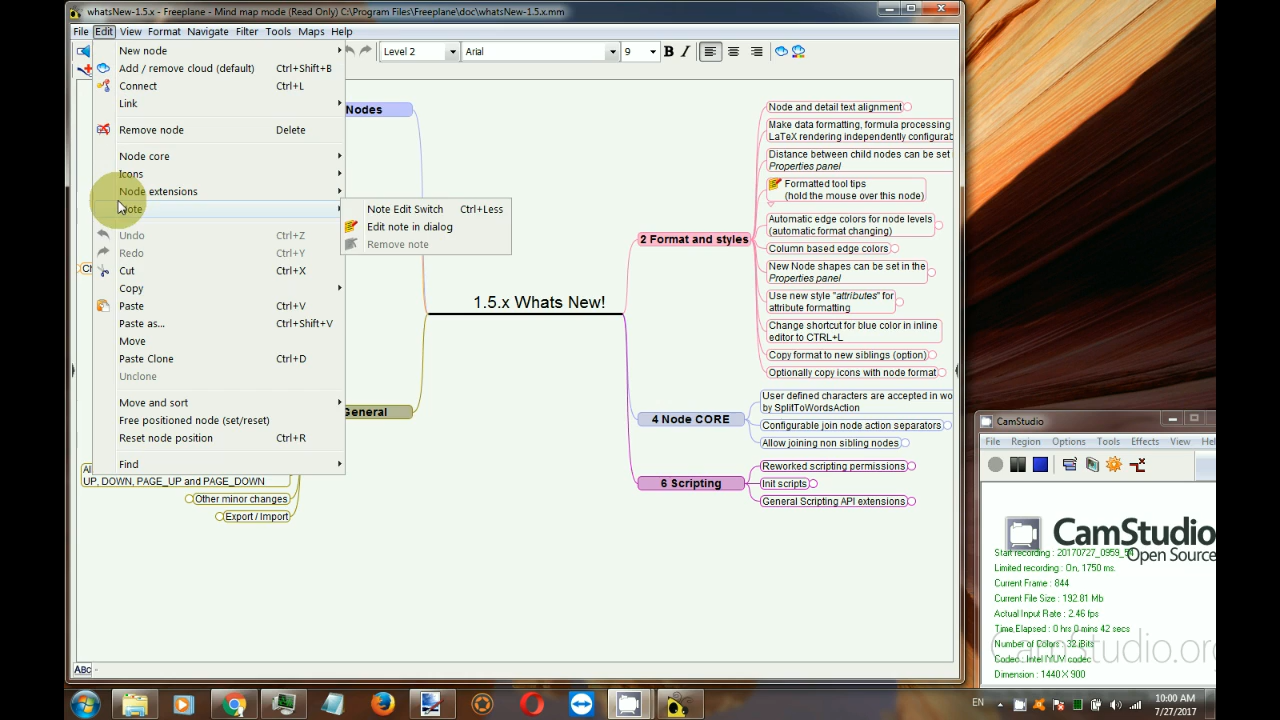 whatsNew-1.5.x - Freeplane - Mind map mode (Read Only) C:\Program Files\Freeplane\doc\whatsNew-1.5.x.mm
File Edit View Format Navigate Filter Tools Maps Help
Level 2 Arial 9 B I
New node
Add / remove cloud (default) Ctrl+Shift+B
Connect Ctrl+L
Link
Remove node Delete
Node core
Icons
Node extensions
Note
Undo Ctrl+Z
Redo Ctrl+Y
Cut Ctrl+X
Copy
Paste Ctrl+V
Paste as... Ctrl+Shift+V
Move
Paste Clone Ctrl+D
Unclone
Move and sort
Free positioned node (set/reset)
Reset node position Ctrl+R
Find
Note Edit Switch Ctrl+Less
Edit note in dialog
Remove note
Nodes
General
UP, DOWN, PAGE_UP and PAGE_DOWN
Other minor changes
Export / Import
1.5.x Whats New!
2 Format and styles
Node and detail text alignment
Make data formatting, formula processing
LaTeX rendering independently configurab
Distance between child nodes can be set
Properties panel
Formatted tool tips
(hold the mouse over this node)
Automatic edge colors for node levels
(automatic format changing)
Column based edge colors
New Node shapes can be set in the
Properties panel
Use new style "attributes" for
attribute formatting
Change shortcut for blue color in inline
editor to CTRL+L
Copy format to new siblings (option)
Optionally copy icons with node format
4 Node CORE
User defined characters are accepted in wo
by SplitToWordsAction
Configurable join node action separators
Allow joining non sibling nodes
6 Scripting
Reworked scripting permissions
Init scripts
General Scripting API extensions
ABC
CamStudio
File Region Options Tools Effects View Hel
CamStudio
Open Source
Start recording : 20170727_0959_54
Limited recording : On, 1750 ms.
Current Frame : 844
Current File Size : 192.81 Mb
Actual Input Rate : 2.46 fps
Time Elapsed : 0 hrs 0 mins 42 secs
Number of Colors : 32 Bits
Codec : Intel IYUV codec
Dimension : 1440 X 900
CamStudio.org
EN
10:00 AM
7/27/2017